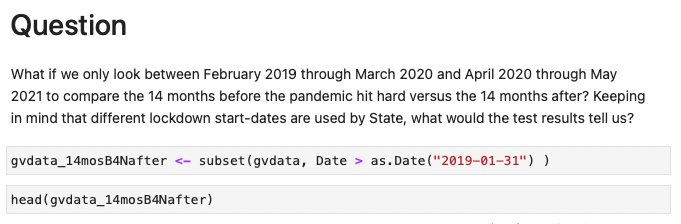 Question
What if we only look between February 2019 through March 2020 and April 2020 through May
2021 to compare the 14 months before the pandemic hit hard versus the 14 months after? Keeping
in mind that different lockdown start-dates are used by State, what would the test results tell us?
gvdata_14mosB4Nafter <- subset(gvdata, Date > as.Date("2019-01-31") )
head(gvdata_14mosB4Nafter)